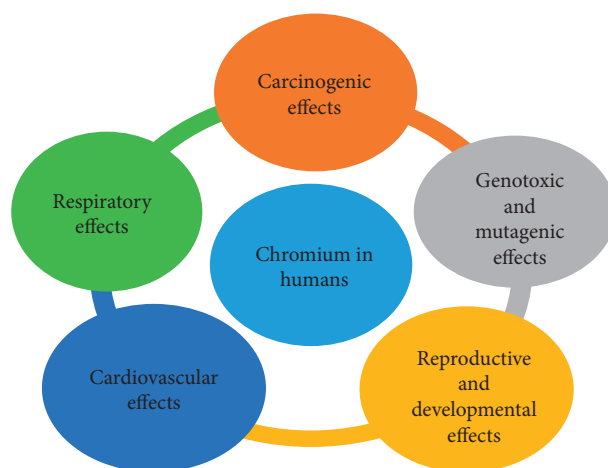 Carcinogenic
effects
Respiratory
effects
Genotoxic
and
mutagenic
effects
Chromium in
humans
Cardiovascular
effects
Reproductive
and
developmental
effects